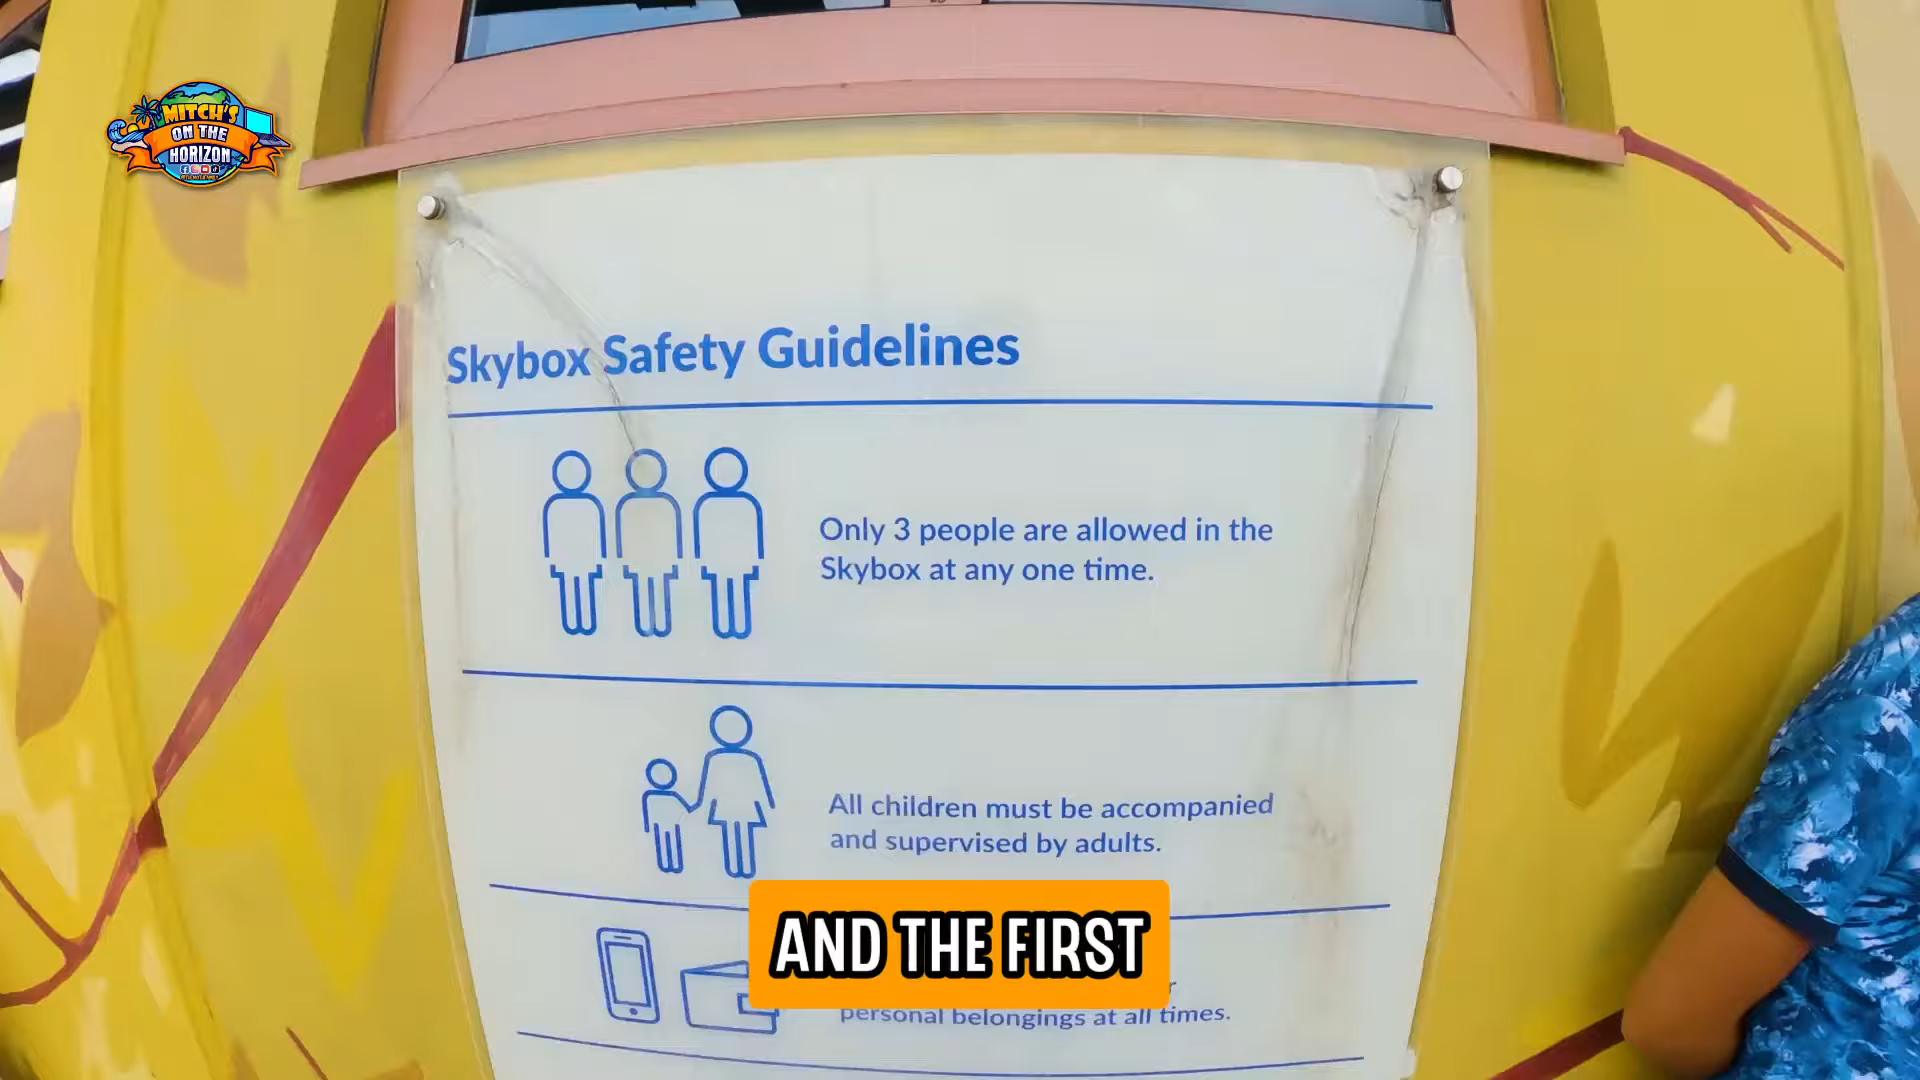 MITCH'S
ON THE
HORIZON
Skybox Safety Guidelines
Only 3 people are allowed in the
Skybox at any one time.
All children must be accompanied
and supervised by adults.
AND THE FIRST
personal belongings at all times.